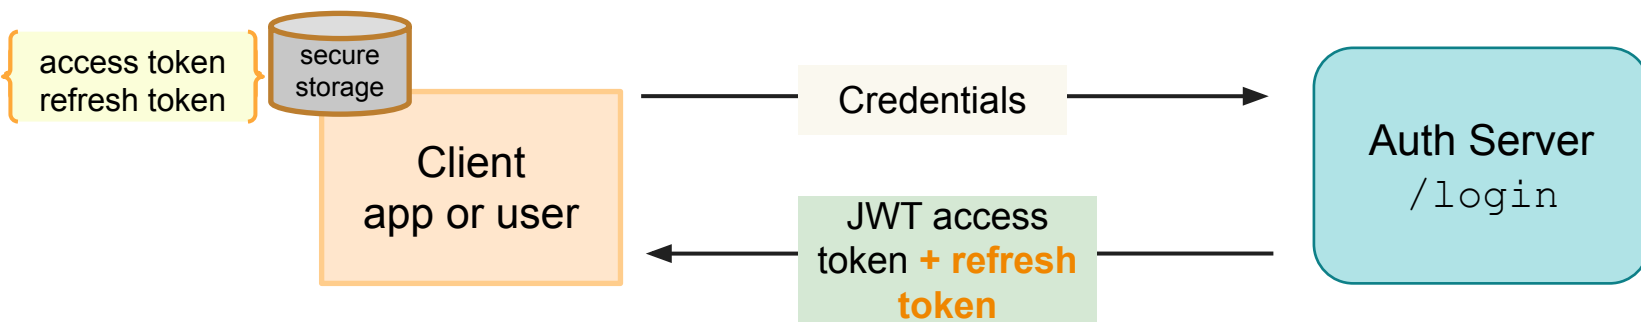 access token
refresh token
secure
storage
Client
app or user
Credentials
JWT access
token + refresh
token
Auth Server
/login